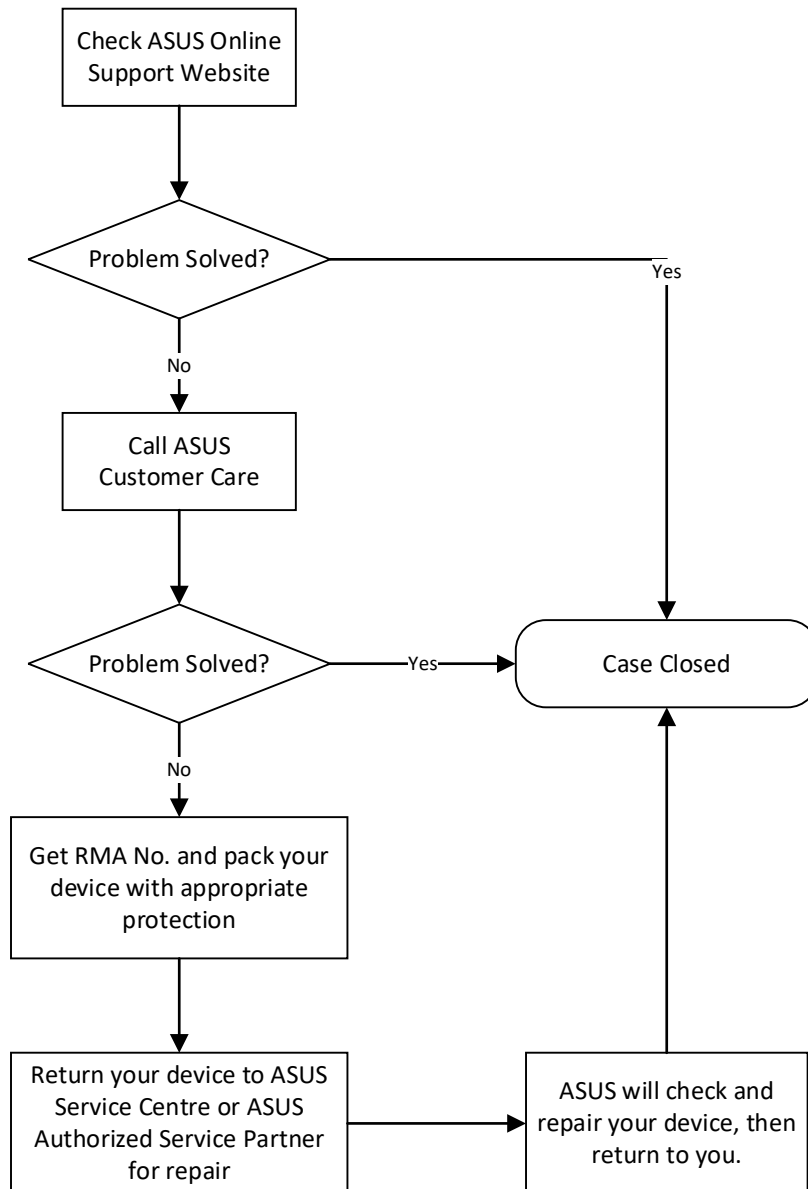 Check ASUS Online
Support Website
Problem Solved?
Yes
No
Call ASUS
Customer Care
Problem Solved?
Yes
Case Closed
No
Get RMA No. and pack your
device with appropriate
protection
Return your device to ASUS
Service Centre or ASUS
Authorized Service Partner
for repair
ASUS will check and
repair your device, then
return to you.